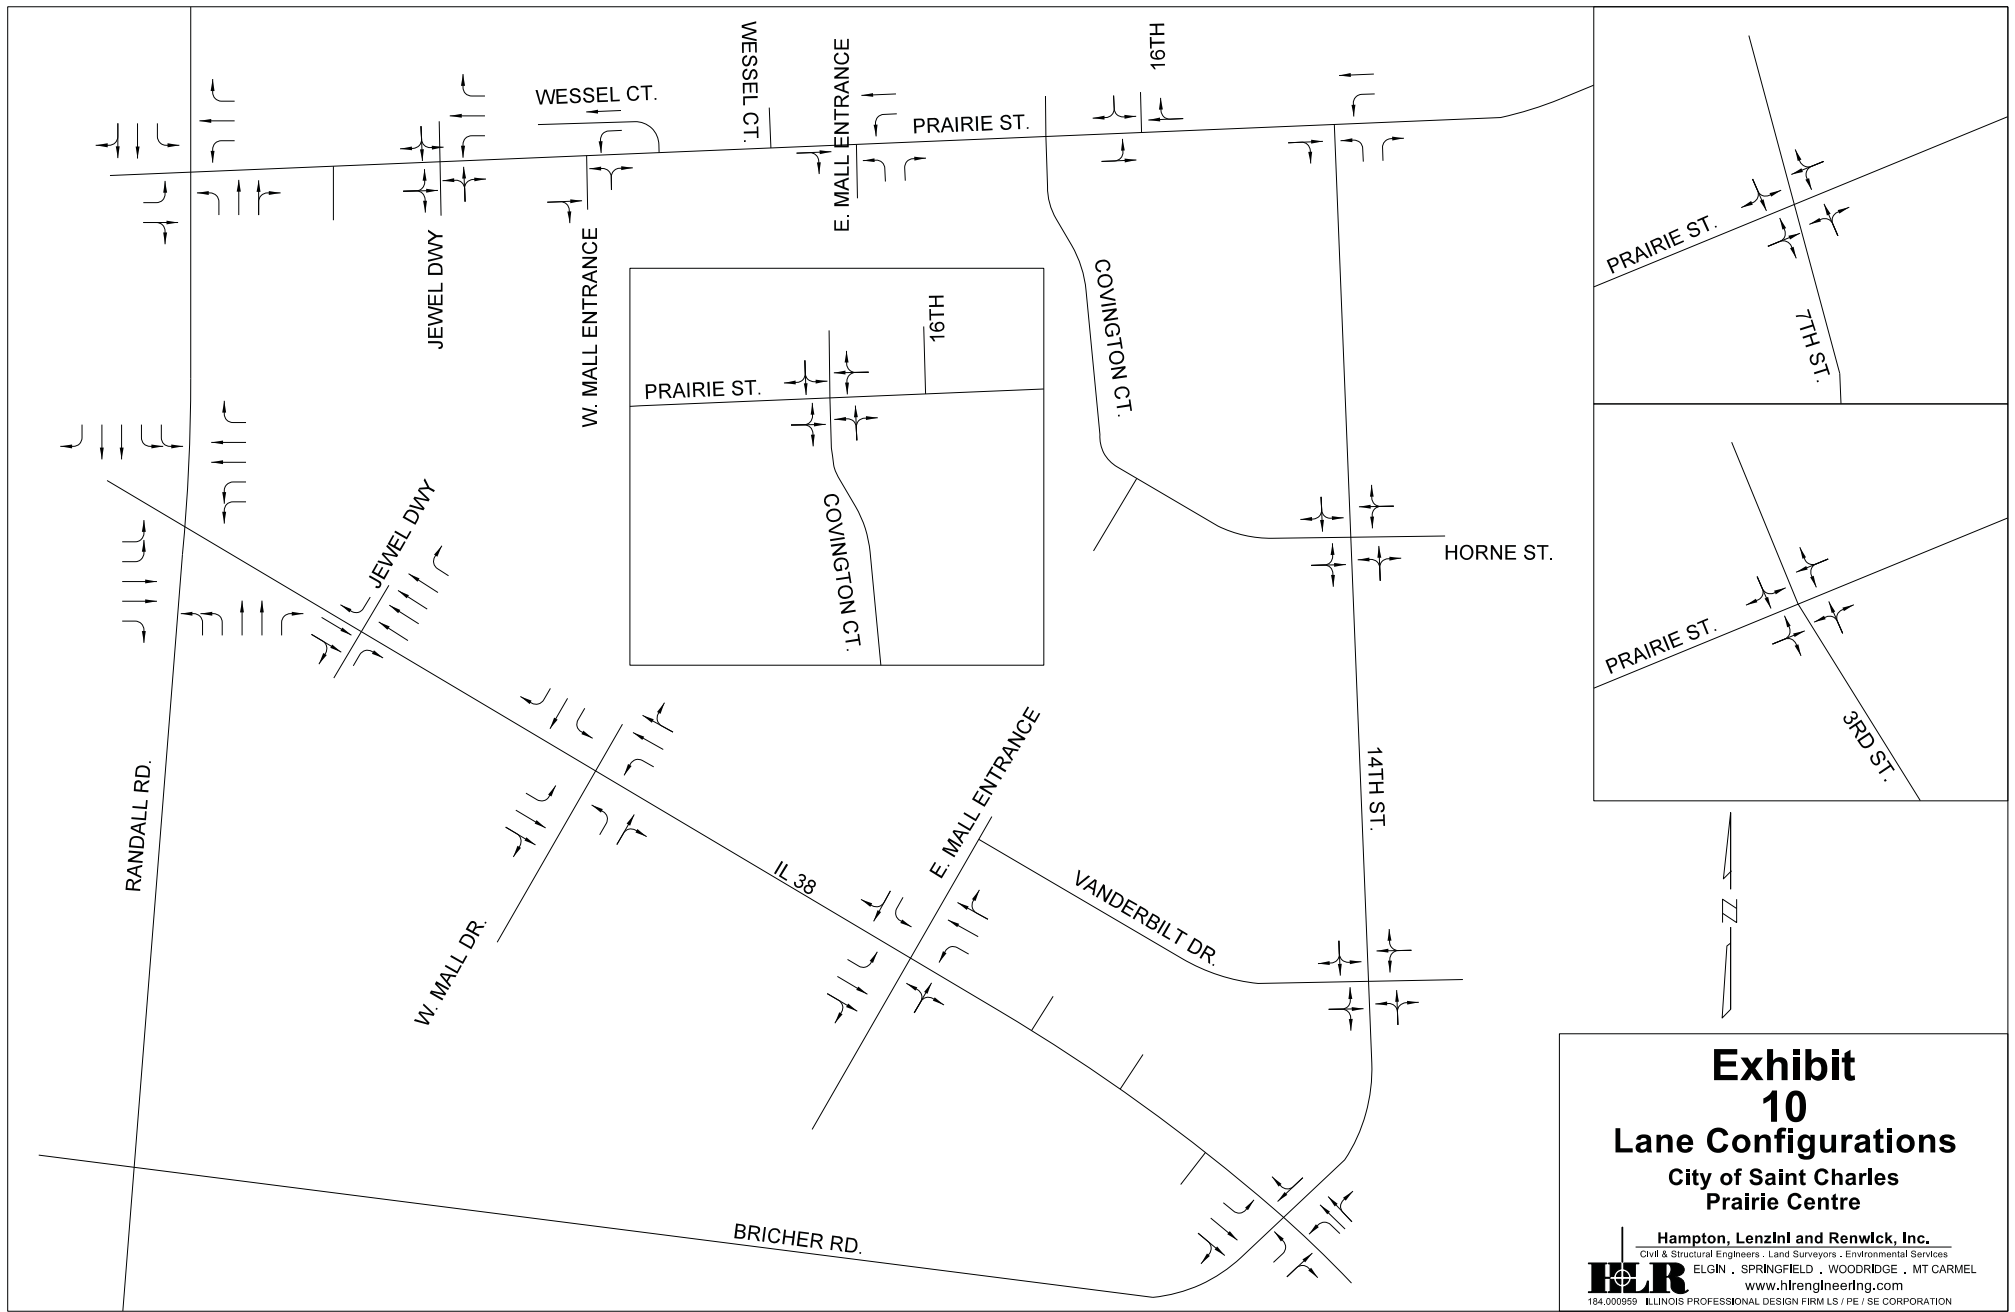 WESSEL CT.
WESSEL CT.
E. MALL ENTRANCE
PRAIRIE ST.
16TH
JEWEL DWY
W. MALL ENTRANCE
COVINGTON CT.
PRAIRIE ST.
16TH
COVINGTON CT.
PRAIRIE ST.
7TH ST.
PRAIRIE ST.
3RD ST.
JEWEL DWY
HORNE ST.
RANDALL RD.
W. MALL DR.
IL 38
E. MALL ENTRANCE
VANDERBILT DR.
14TH ST.
BRICHER RD.
N
Exhibit
10
Lane Configurations
City of Saint Charles
Prairie Centre
Hampton, Lenzini and Renwick, Inc.
Civil & Structural Engineers . Land Surveyors . Environmental Services
HLR
ELGIN . SPRINGFIELD . WOODRIDGE . MT CARMEL
www.hlrengineering.com
184.000959 ILLINOIS PROFESSIONAL DESIGN FIRM LS / PE / SE CORPORATION